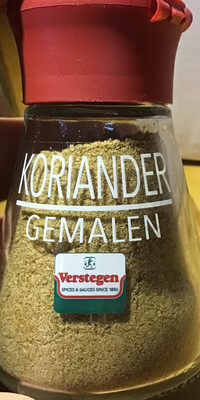 KORIANDER
GEMALEN
Verstegen
SPICES & SAUCES SINCE 1886